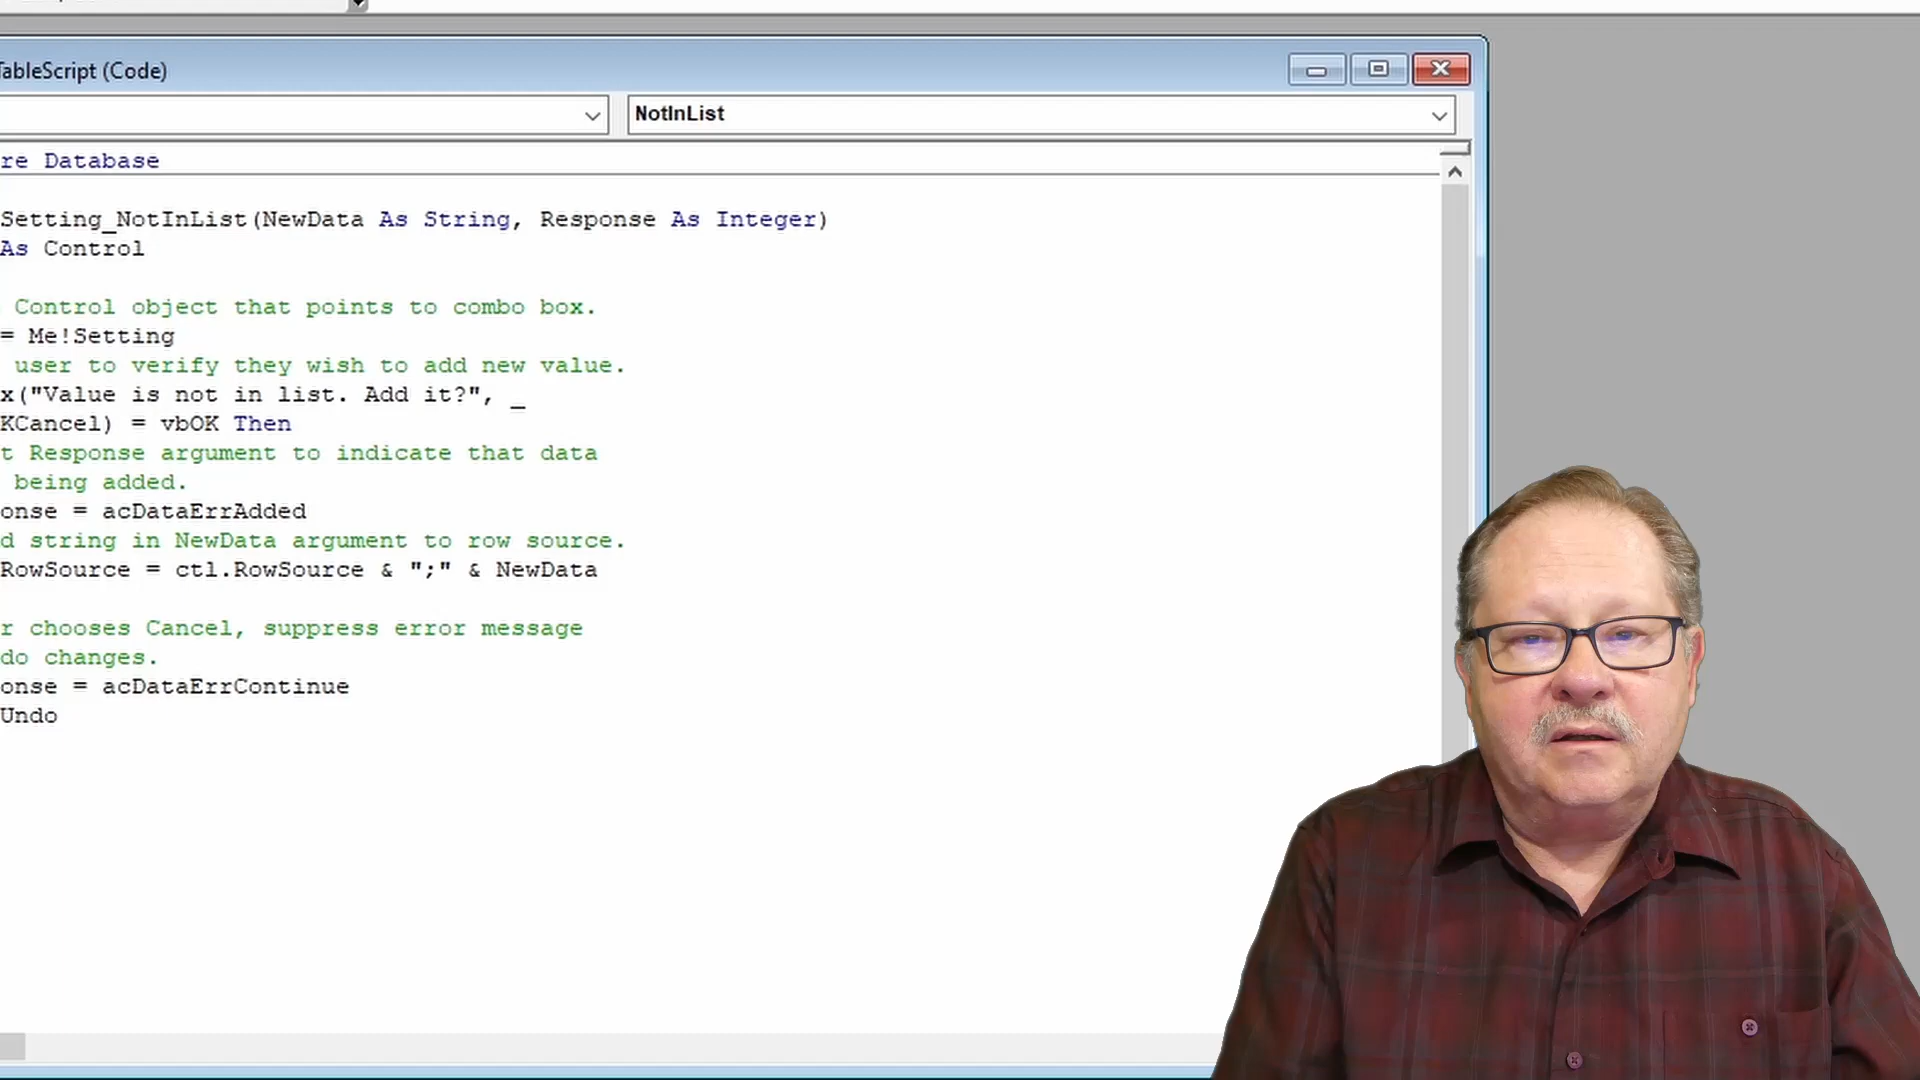 TableScript (Code)
NotInList
re Database
Setting_NotInList(NewData As String, Response As Integer)
As Control
Control object that points to combo box.
= Me!Setting
user to verify they wish to add new value.
x("Value is not in list. Add it?", _
KCancel) = vbOK Then
t Response argument to indicate that data
being added.
onse = acDataErrAdded
d string in NewData argument to row source.
RowSource = ctl.RowSource & ";" & NewData
r chooses Cancel, suppress error message
do changes.
onse = acDataErrContinue
Undo